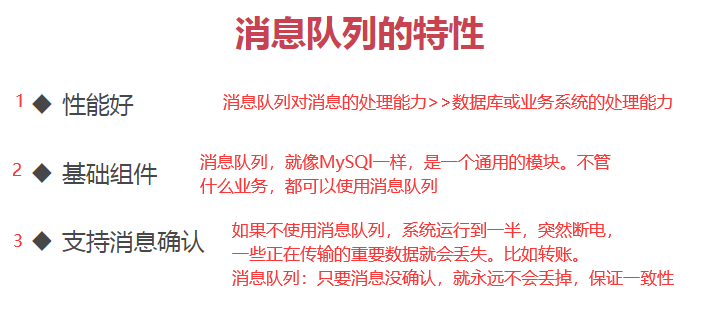 消息队列的特性
1 ◆ 性能好 消息队列对消息的处理能力>>数据库或业务系统的处理能力
2 ◆ 基础组件 消息队列，就像MySQl一样，是一个通用的模块。不管
什么业务，都可以使用消息队列
3 ◆ 支持消息确认 如果不使用消息队列，系统运行到一半，突然断电，
一些正在传输的重要数据就会丢失。比如转账。
消息队列：只要消息没确认，就永远不会丢掉，保证一致性